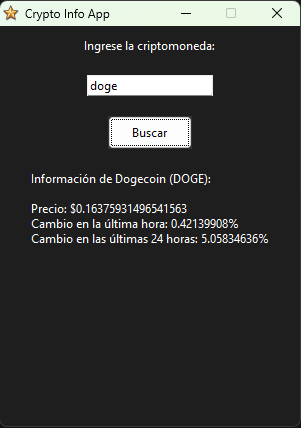 Crypto Info App
Ingrese la criptomoneda:
doge
Buscar
Información de Dogecoin (DOGE):
Precio: $0.16375931496541563
Cambio en la última hora: 0.42139908%
Cambio en las últimas 24 horas: 5.05834636%